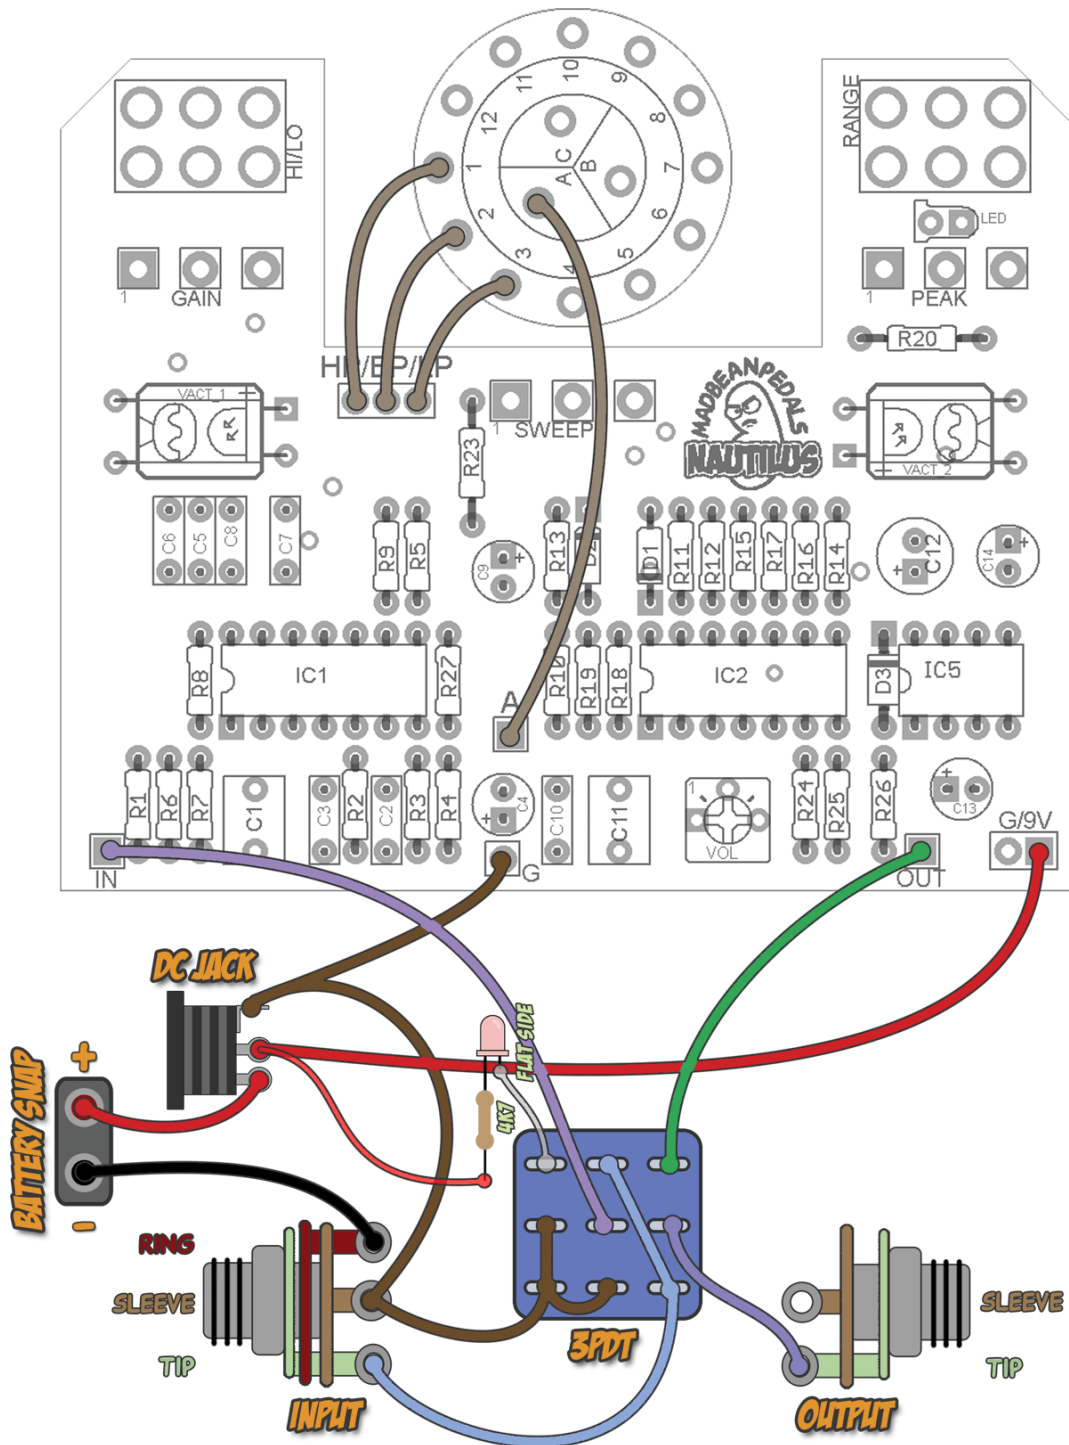 10
11
9
12
8
HI/LO
RANGE
1
C
7
A
B
2
6
LED
3
5
4
1
GAIN
1
PEAK
R20
HP/BP/LP
VACT_1
+
1
SWEEP
MADBEANPEDALS
NAUTILUS
VACT_2
+
R23
C6
C5
C8
C7
R9
R5
C9
+
R13
D2
D1
R11
R12
R15
R17
R16
R14
C12
+
C14
+
R8
IC1
R27
R10
R19
R18
IC2
D3
IC5
A
R1
R6
R7
C1
C3
R2
C2
R3
R4
C4
+
C10
C11
1
VOL
R24
R25
R26
C13
+
G/9V
IN
G
OUT
DC JACK
FLAT SIDE
4K7
BATTERY SNAP
+
-
RING
SLEEVE
TIP
INPUT
3PDT
SLEEVE
TIP
OUTPUT